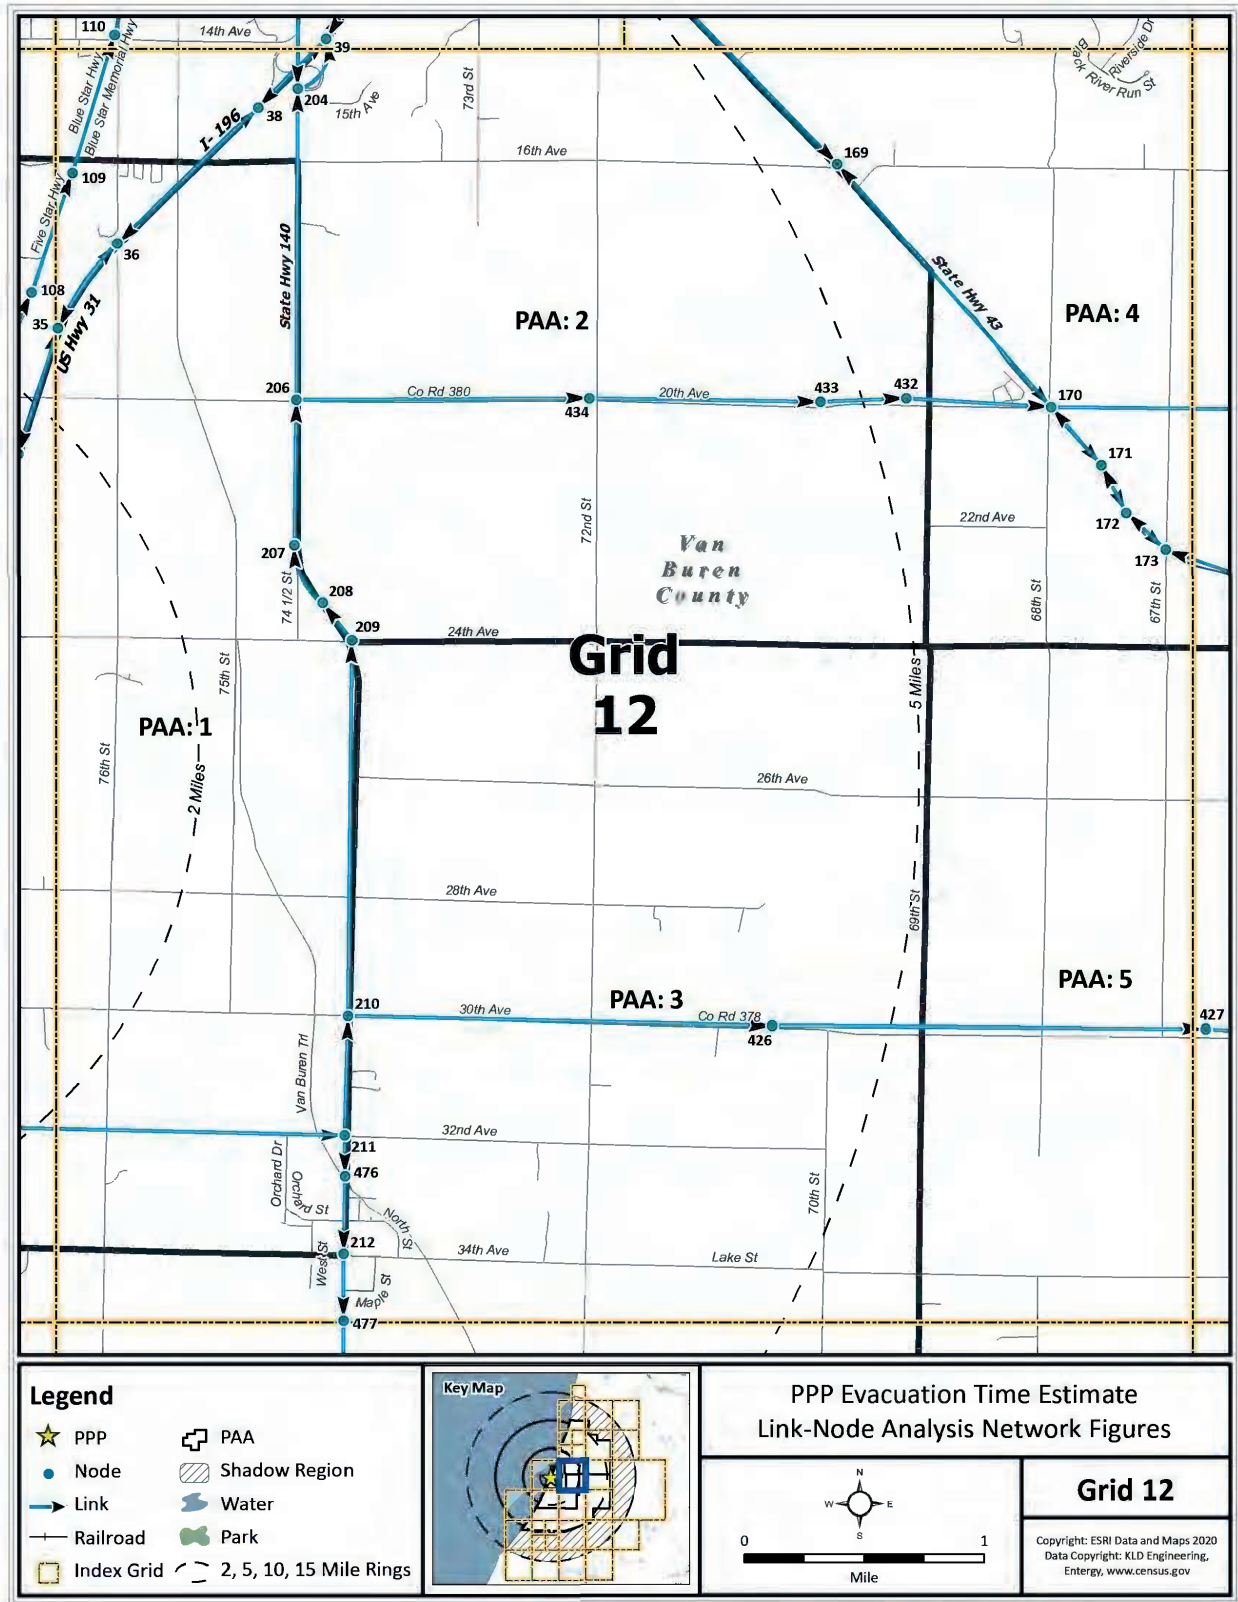 110
14th Ave
39
Blue Star Hwy
Blue Star Memorial Hwy
I- 196
38
204
15th Ave
73rd St
Black River Run St
Riverside Dr
16th Ave
169
109
Five Star Hwy
36
108
35
US Hwy 31
State Hwy 140
State Hwy 43
PAA: 2
PAA: 4
206
Co Rd 380
434
20th Ave
433
432
170
171
172
173
22nd Ave
72nd St
207
74 1/2 St
208
209
Van
Buren
County
24th Ave
68th St
67th St
Grid
12
5 Miles
75th St
PAA: 1
76th St
2 Miles
26th Ave
28th Ave
69th St
PAA: 5
PAA: 3
210
30th Ave
Co Rd 378
426
427
Van Buren Trl
32nd Ave
211
476
Orchard Dr
Orchard St
North St
70th St
212
34th Ave
Lake St
West St
Maple St
477
Legend
PPP
PAA
Node
Shadow Region
Link
Water
Railroad
Park
Index Grid
2, 5, 10, 15 Mile Rings
Key Map
PPP Evacuation Time Estimate
Link-Node Analysis Network Figures
N
W
E
S
0
1
Mile
Grid 12
Copyright: ESRI Data and Maps 2020
Data Copyright: KLD Engineering,
Entergy, www.census.gov